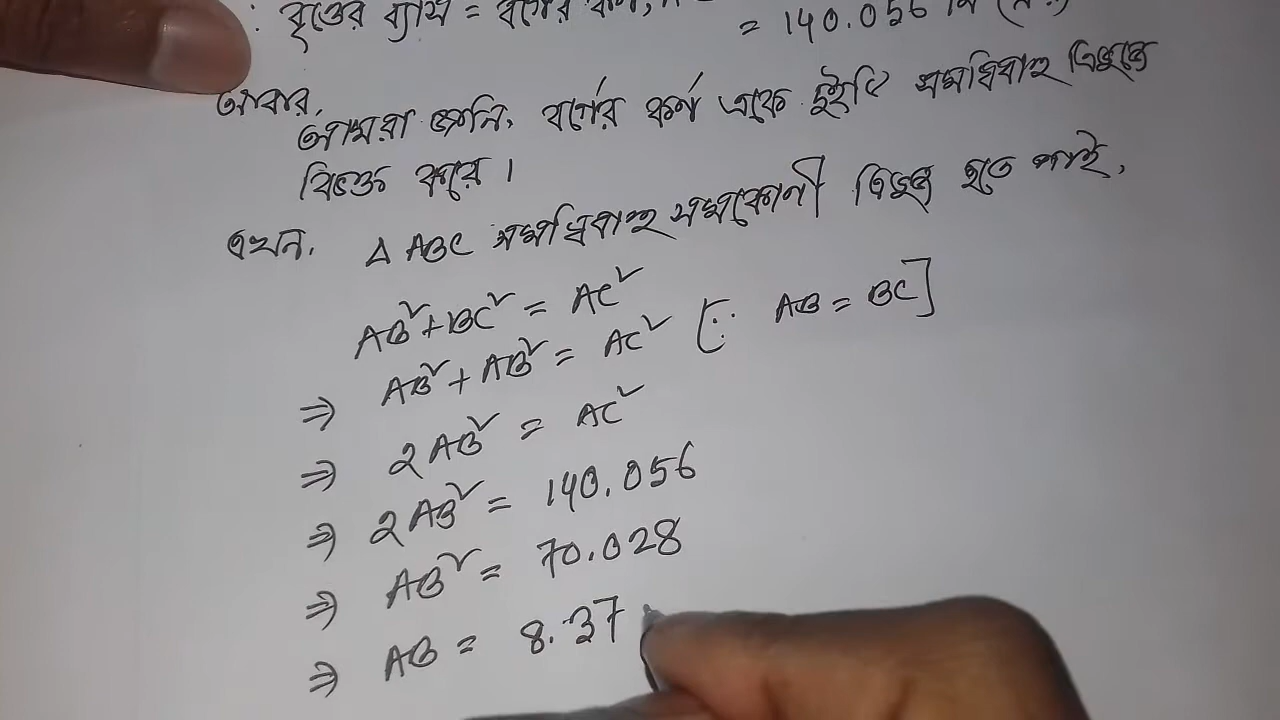 ∴ বৃত্তের ব্যাস = বর্গের কর্ণ,
= 140.056
আবার,
আমরা জানি, বর্গের কর্ণ একে দুইটি সমদ্বিবাহু ত্রিভুজে
বিভক্ত করে।
এখন, Δ ABC সমদ্বিবাহু সমকোণী ত্রিভুজ হতে পাই,
AB² + BC² = AC²
⇒ AB² + AB² = AC² [∵ AB = BC]
⇒ 2AB² = AC²
⇒ 2AB² = 140.056
⇒ AB² = 70.028
⇒ AB = 8.37